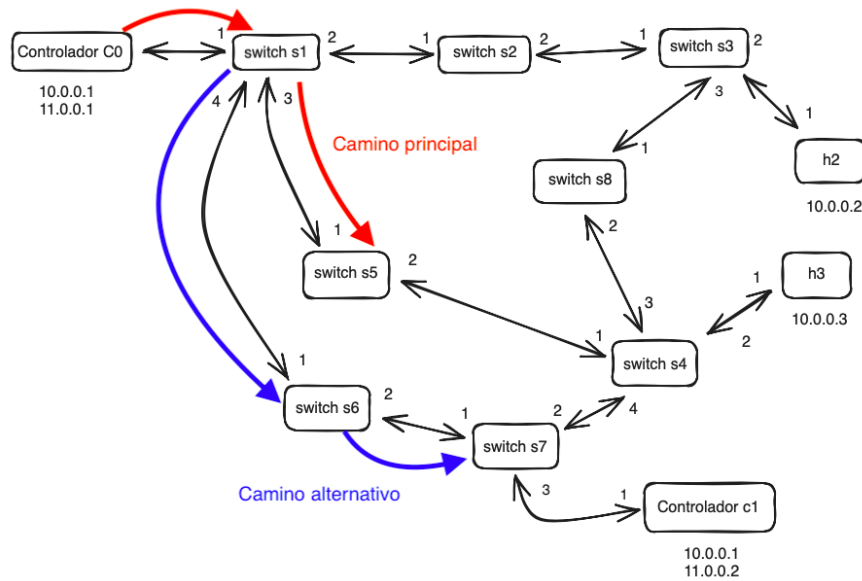 Controlador C0
10.0.0.1
11.0.0.1
1
switch s1
2
4
3
1
switch s2
2
1
switch s3
2
3
1
h2
10.0.0.2
Camino principal
1
switch s8
2
1
switch s5
2
1
h3
10.0.0.3
3
1
switch s4
2
4
1
switch s6
2
1
switch s7
2
3
Camino alternativo
1
Controlador c1
10.0.0.1
11.0.0.2